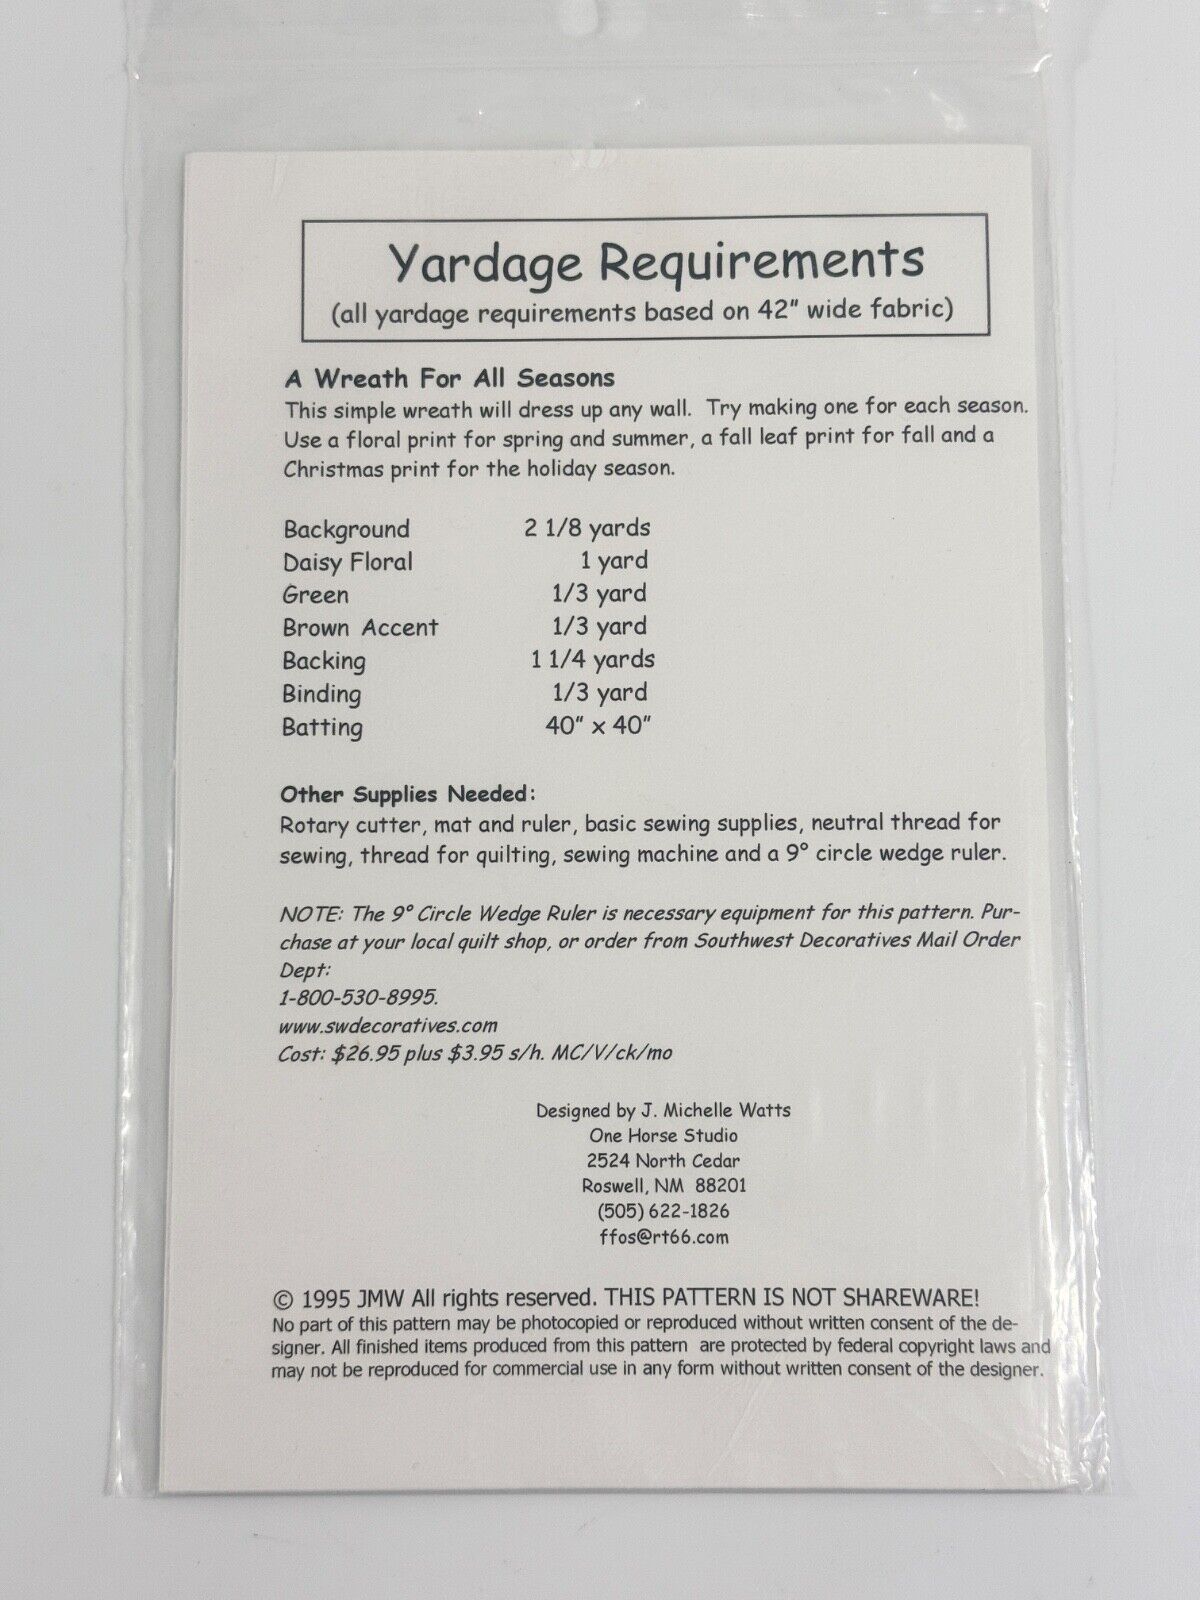 Yardage Requirements
(all yardage requirements based on 42" wide fabric)
A Wreath For All Seasons
This simple wreath will dress up any wall. Try making one for each season.
Use a floral print for spring and summer, a fall leaf print for fall and a
Christmas print for the holiday season.
Background 2 1/8 yards
Daisy Floral 1 yard
Green 1/3 yard
Brown Accent 1/3 yard
Backing 1 1/4 yards
Binding 1/3 yard
Batting 40" x 40"
Other Supplies Needed:
Rotary cutter, mat and ruler, basic sewing supplies, neutral thread for
sewing, thread for quilting, sewing machine and a 9° circle wedge ruler.
NOTE: The 9° Circle Wedge Ruler is necessary equipment for this pattern. Pur-
chase at your local quilt shop, or order from Southwest Decoratives Mail Order
Dept:
1-800-530-8995.
www.swdecoratives.com
Cost: $26.95 plus $3.95 s/h. MC/V/ck/mo
Designed by J. Michelle Watts
One Horse Studio
2524 North Cedar
Roswell, NM 88201
(505) 622-1826
ffos@rt66.com
© 1995 JMW All rights reserved. THIS PATTERN IS NOT SHAREWARE!
No part of this pattern may be photocopied or reproduced without written consent of the de-
signer. All finished items produced from this pattern are protected by federal copyright laws and
may not be reproduced for commercial use in any form without written consent of the designer.